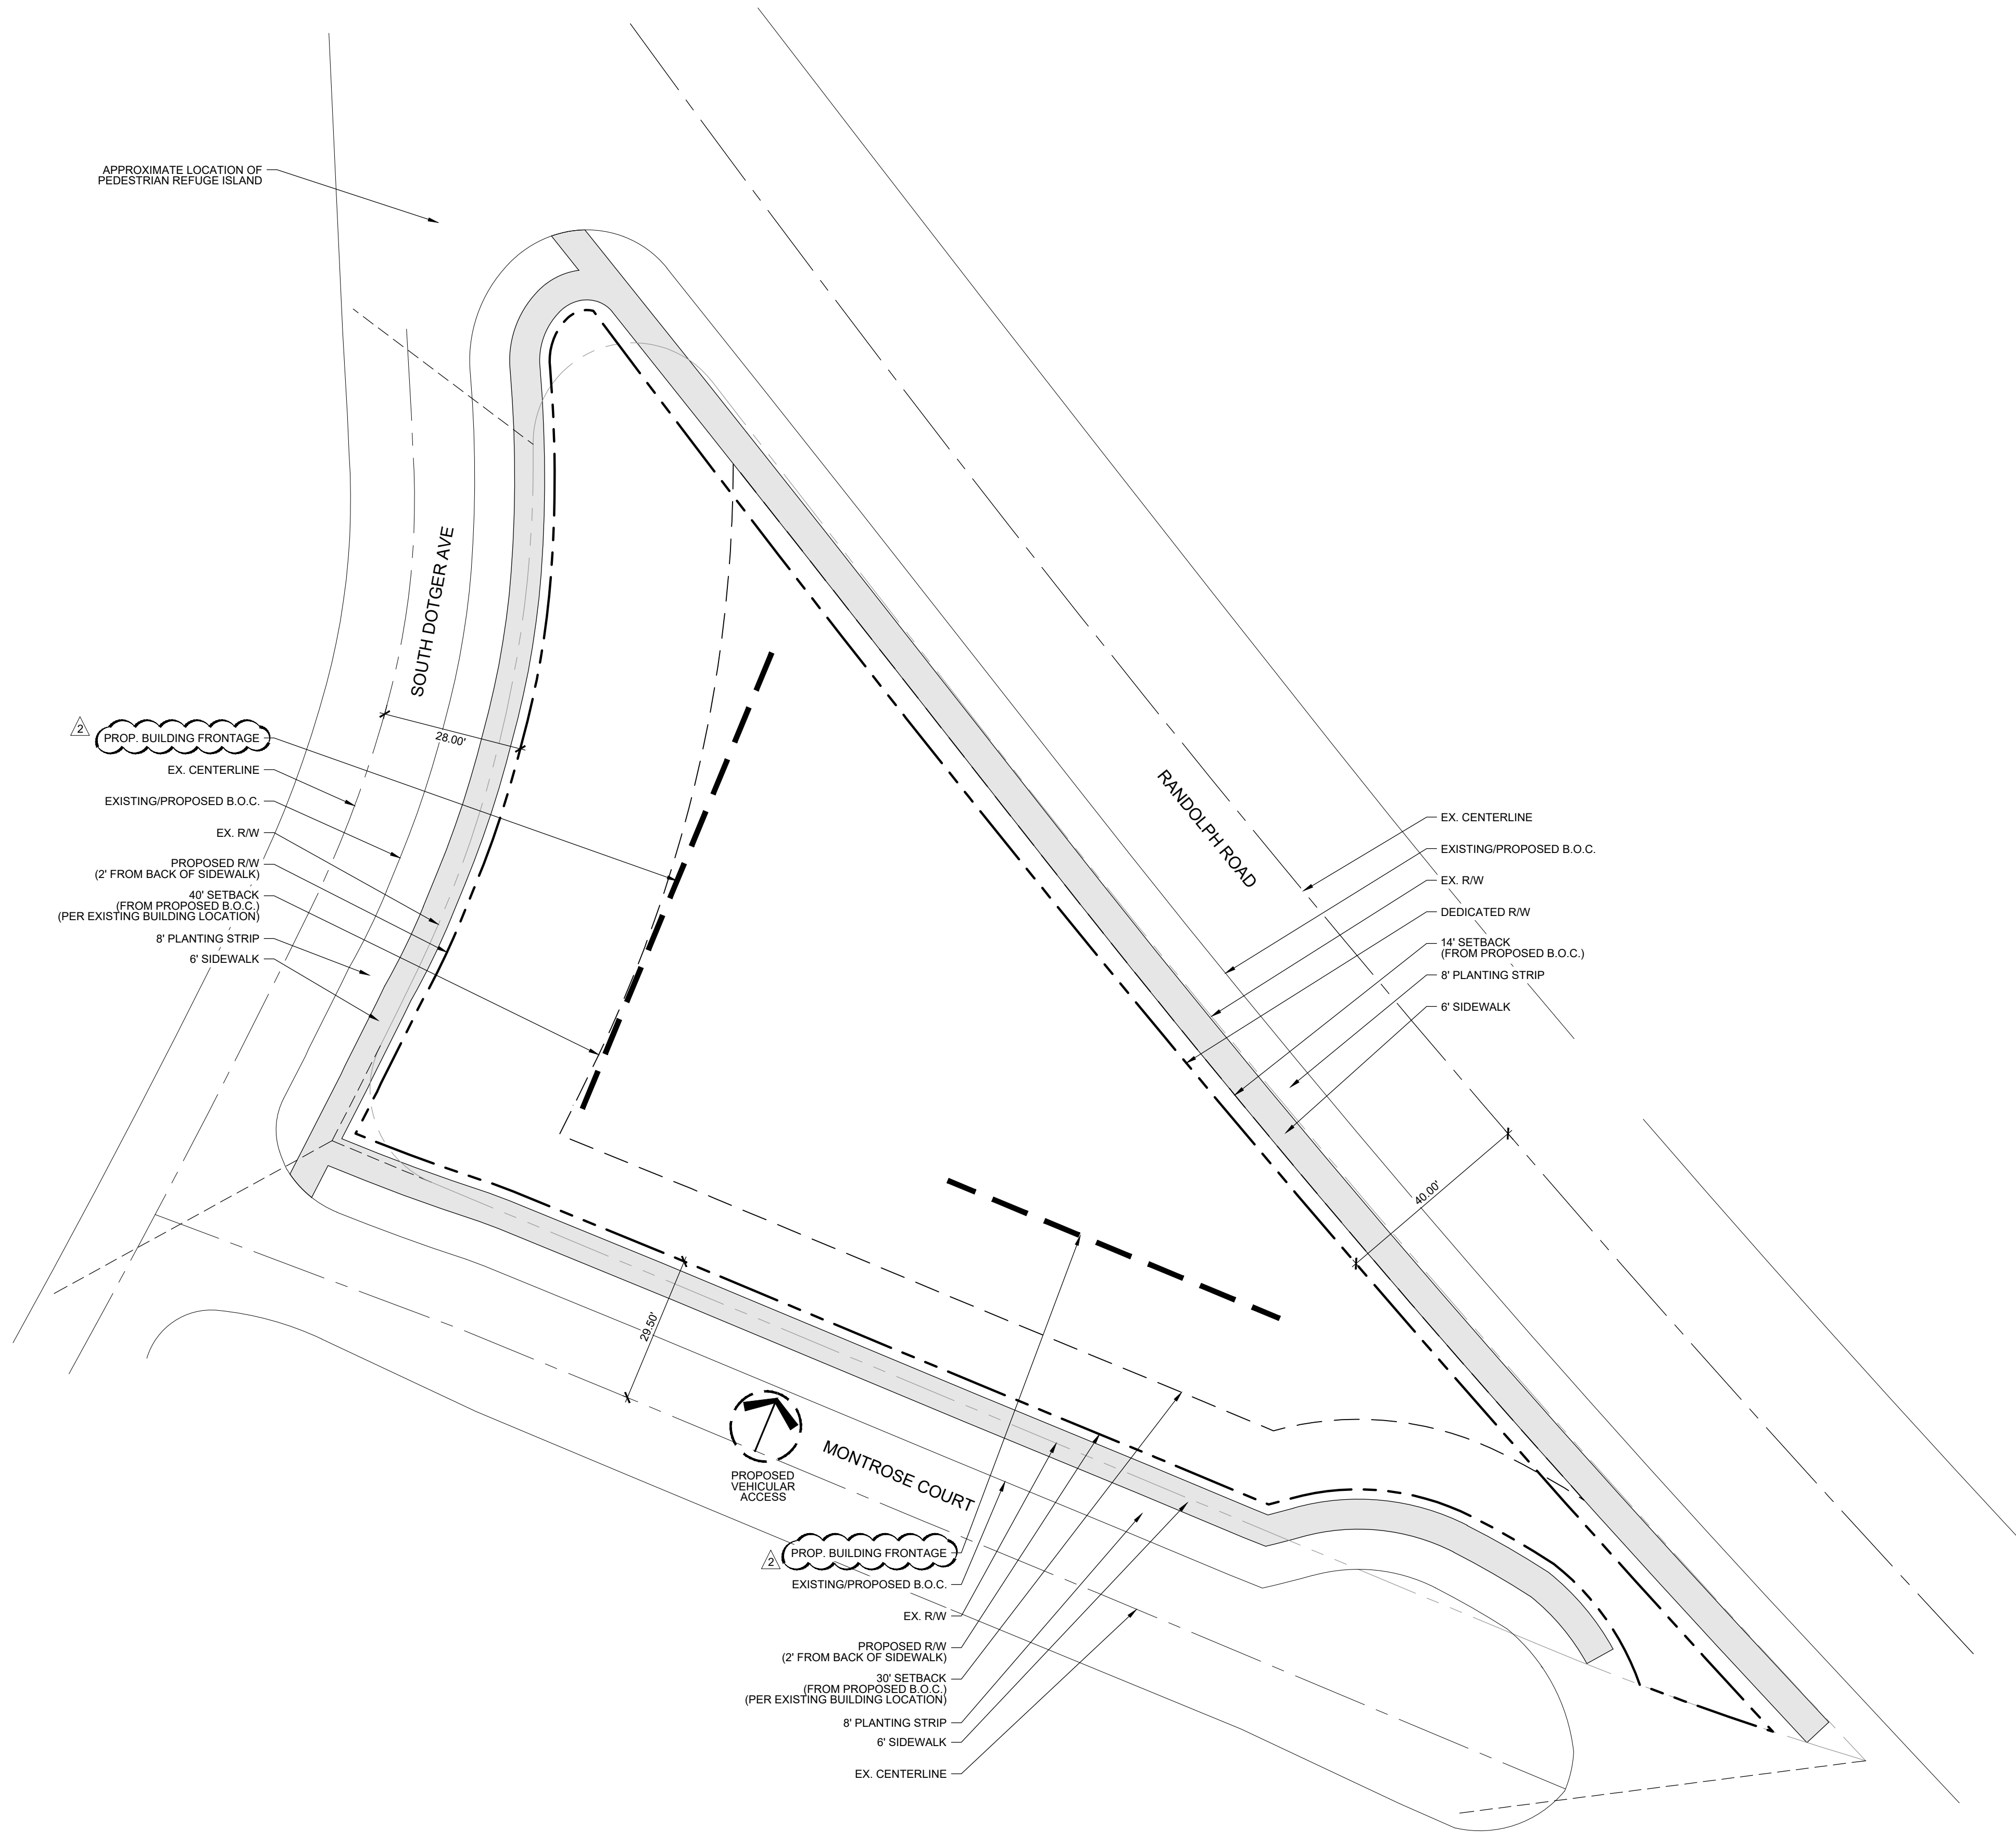 APPROXIMATE LOCATION OF
PEDESTRIAN REFUGE ISLAND
SOUTH DOTGER AVE
28.00'
2
PROP. BUILDING FRONTAGE
EX. CENTERLINE
EXISTING/PROPOSED B.O.C.
EX. R/W
PROPOSED R/W
(2' FROM BACK OF SIDEWALK)
40' SETBACK
(FROM PROPOSED B.O.C.)
(PER EXISTING BUILDING LOCATION)
8' PLANTING STRIP
6' SIDEWALK
RANDOLPH ROAD
EX. CENTERLINE
EXISTING/PROPOSED B.O.C.
EX. R/W
DEDICATED R/W
14' SETBACK
(FROM PROPOSED B.O.C.)
8' PLANTING STRIP
6' SIDEWALK
40.00'
29.50'
PROPOSED
VEHICULAR
ACCESS
MONTROSE COURT
2
PROP. BUILDING FRONTAGE
EXISTING/PROPOSED B.O.C.
EX. R/W
PROPOSED R/W
(2' FROM BACK OF SIDEWALK)
30' SETBACK
(FROM PROPOSED B.O.C.)
(PER EXISTING BUILDING LOCATION)
8' PLANTING STRIP
6' SIDEWALK
EX. CENTERLINE